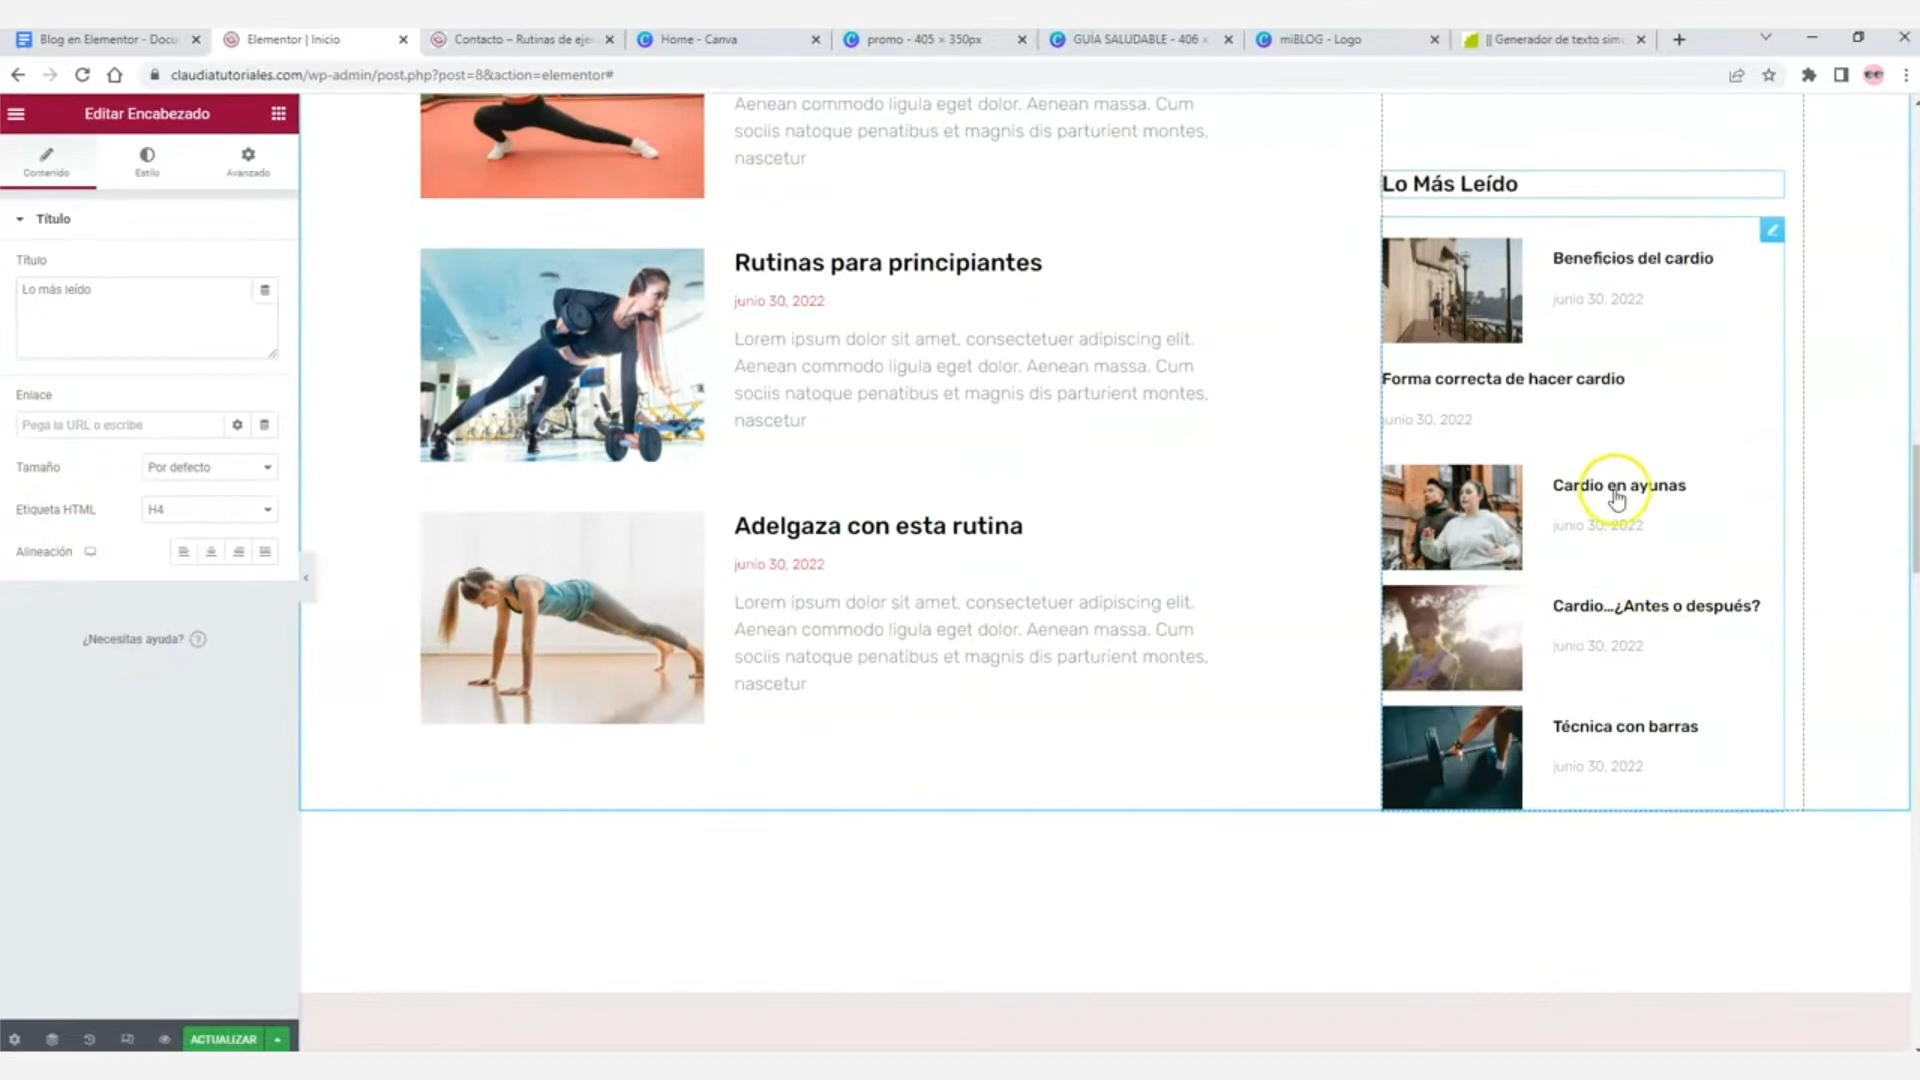 Blog en Elementor - Docu
Elementor | Inicio
Contacto – Rutinas de eje
Home - Canva
promo - 405 × 350px
GUÍA SALUDABLE - 406 ×
miBLOG - Logo
|| Generador de texto sim
claudiatutoriales.com/wp-admin/post.php?post=8&action=elementor#
Editar Encabezado
Contenido
Estilo
Avanzado
Título
Título
Lo más leído
Enlace
Pega la URL o escribe
Tamaño
Por defecto
Etiqueta HTML
H4
Alineación
¿Necesitas ayuda?
ACTUALIZAR
Aenean commodo ligula eget dolor. Aenean massa. Cum
sociis natoque penatibus et magnis dis parturient montes,
nascetur
Rutinas para principiantes
junio 30, 2022
Lorem ipsum dolor sit amet, consectetuer adipiscing elit.
Aenean commodo ligula eget dolor. Aenean massa. Cum
sociis natoque penatibus et magnis dis parturient montes,
nascetur
Adelgaza con esta rutina
junio 30, 2022
Lorem ipsum dolor sit amet, consectetuer adipiscing elit.
Aenean commodo ligula eget dolor. Aenean massa. Cum
sociis natoque penatibus et magnis dis parturient montes,
nascetur
Lo Más Leído
Beneficios del cardio
junio 30, 2022
Forma correcta de hacer cardio
junio 30, 2022
Cardio en ayunas
junio 30, 2022
Cardio...¿Antes o después?
junio 30, 2022
Técnica con barras
junio 30, 2022